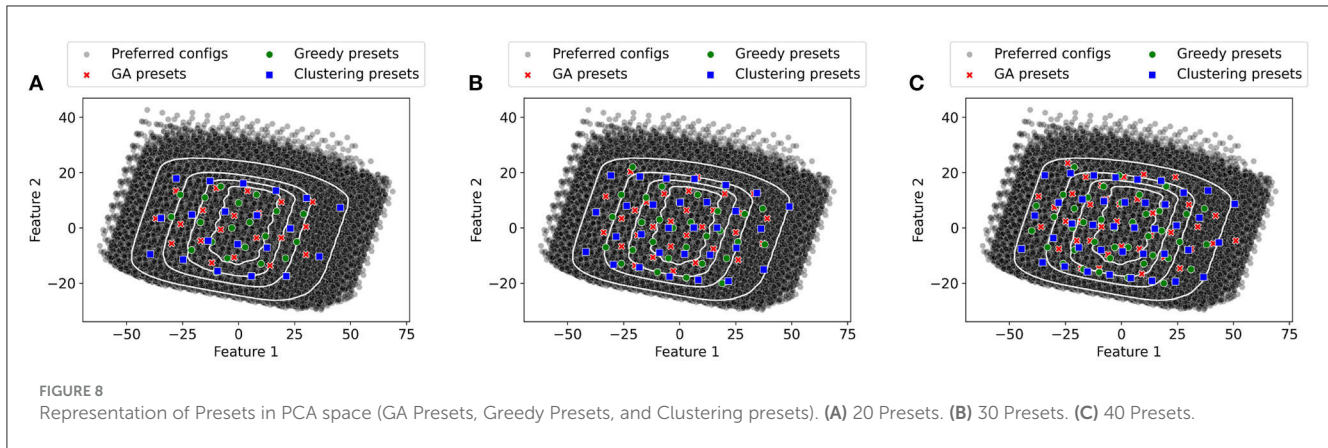 Preferred configs
Greedy presets
GA presets
Clustering presets
A
40
20
0
−20
Feature 2
−50
−25
0
25
50
75
Feature 1
Preferred configs
Greedy presets
GA presets
Clustering presets
B
40
20
0
−20
Feature 2
−50
−25
0
25
50
75
Feature 1
Preferred configs
Greedy presets
GA presets
Clustering presets
C
40
20
0
−20
Feature 2
−50
−25
0
25
50
75
Feature 1
FIGURE 8
Representation of Presets in PCA space (GA Presets, Greedy Presets, and Clustering presets). (A) 20 Presets. (B) 30 Presets. (C) 40 Presets.